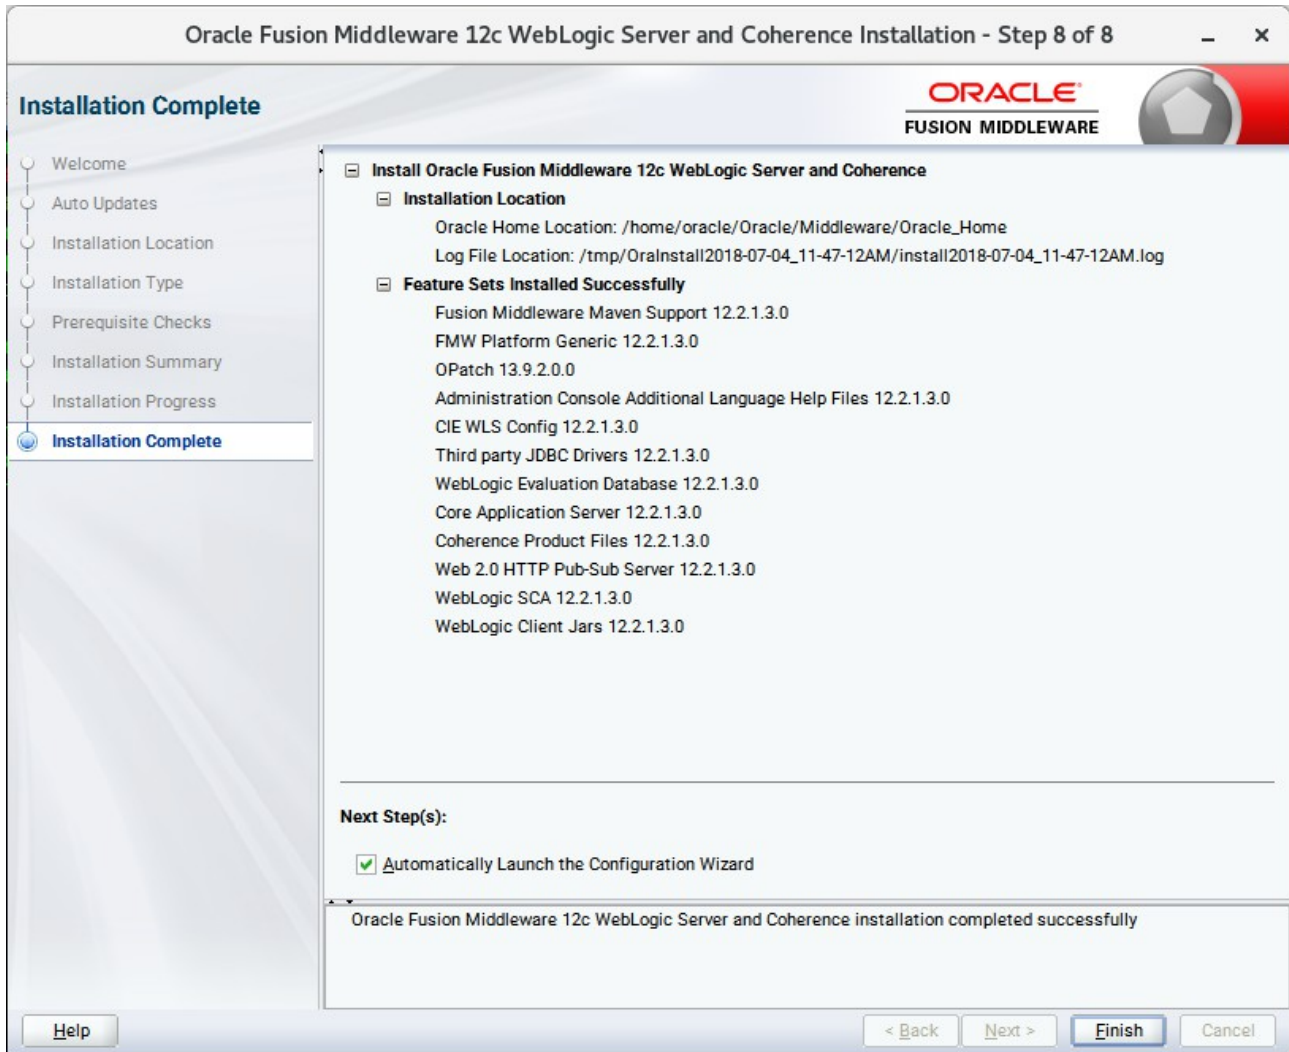 Oracle Fusion Middleware 12c WebLogic Server and Coherence Installation - Step 8 of 8
Installation Complete
ORACLE
FUSION MIDDLEWARE
Welcome
Auto Updates
Installation Location
Installation Type
Prerequisite Checks
Installation Summary
Installation Progress
Installation Complete
Install Oracle Fusion Middleware 12c WebLogic Server and Coherence
Installation Location
Oracle Home Location: /home/oracle/Oracle/Middleware/Oracle_Home
Log File Location: /tmp/OraInstall2018-07-04_11-47-12AM/install2018-07-04_11-47-12AM.log
Feature Sets Installed Successfully
Fusion Middleware Maven Support 12.2.1.3.0
FMW Platform Generic 12.2.1.3.0
OPatch 13.9.2.0.0
Administration Console Additional Language Help Files 12.2.1.3.0
CIE WLS Config 12.2.1.3.0
Third party JDBC Drivers 12.2.1.3.0
WebLogic Evaluation Database 12.2.1.3.0
Core Application Server 12.2.1.3.0
Coherence Product Files 12.2.1.3.0
Web 2.0 HTTP Pub-Sub Server 12.2.1.3.0
WebLogic SCA 12.2.1.3.0
WebLogic Client Jars 12.2.1.3.0
Next Step(s):
Automatically Launch the Configuration Wizard
Oracle Fusion Middleware 12c WebLogic Server and Coherence installation completed successfully
Help
< Back
Next >
Finish
Cancel